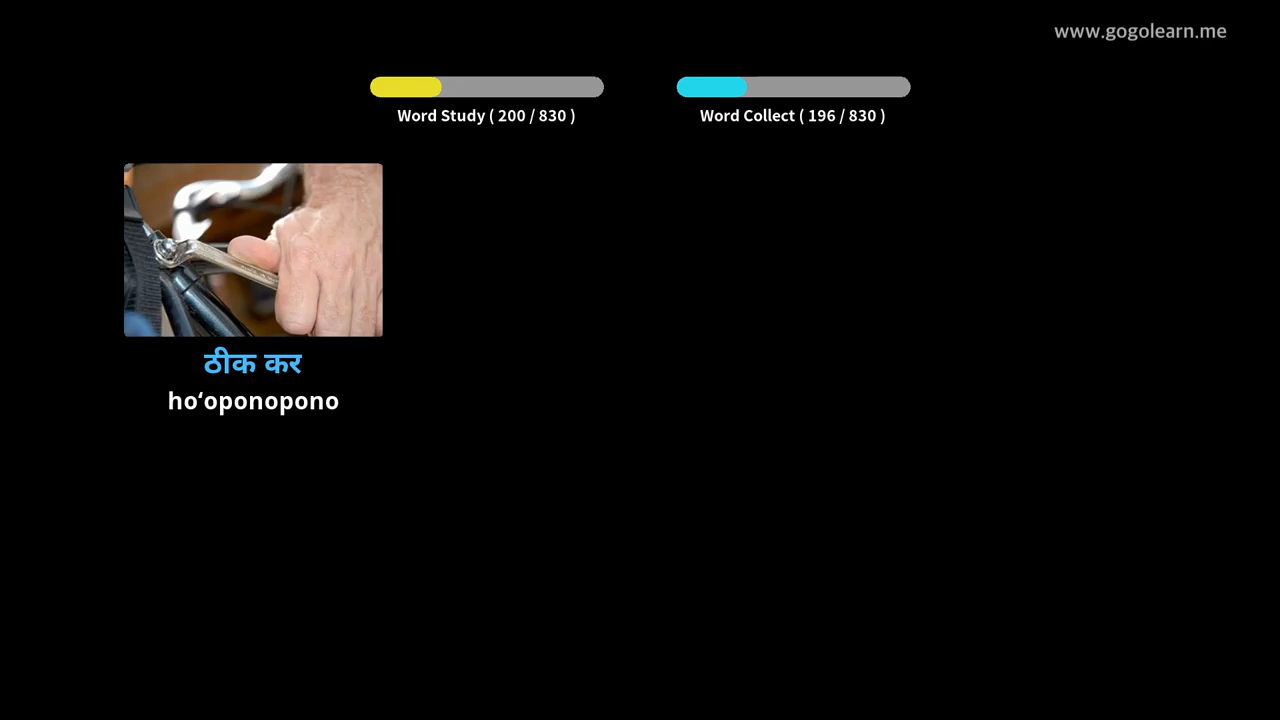 www.gogolearn.me
Word Study ( 200 / 830 )
Word Collect ( 196 / 830 )
ठीक कर
hoʻoponopono